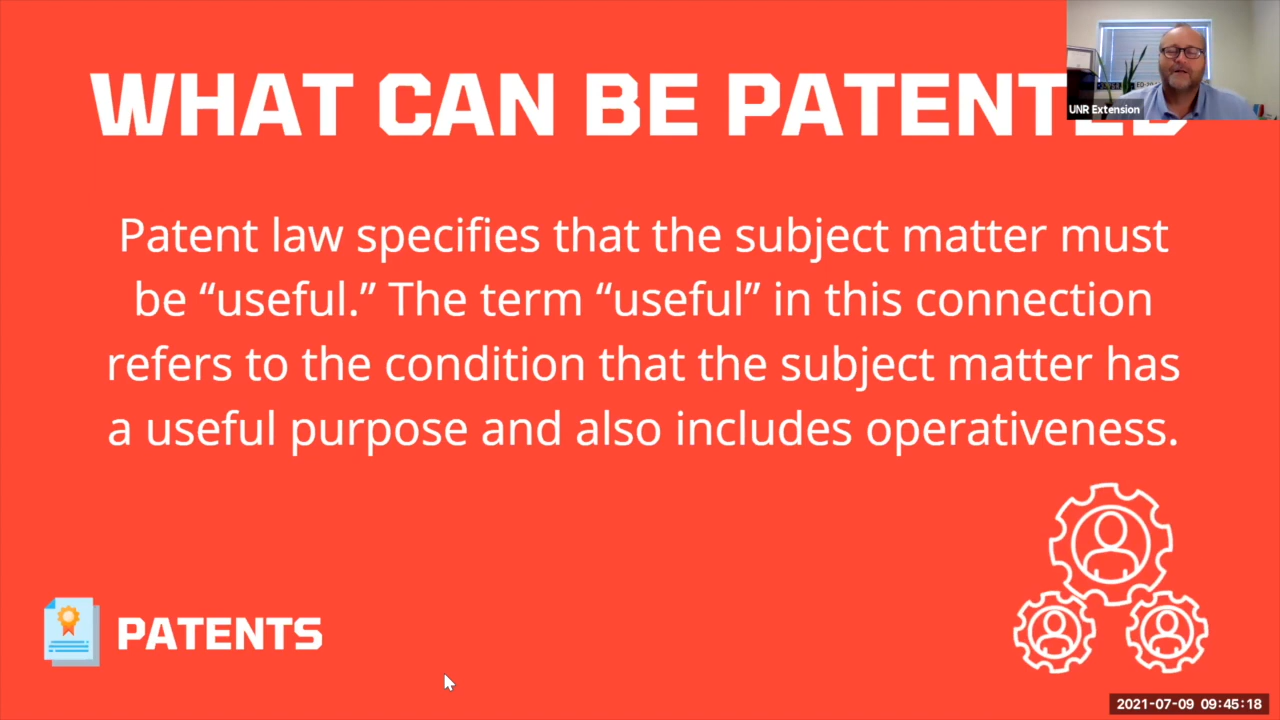 WHAT CAN BE PATENTED
UNR Extension
Patent law specifies that the subject matter must
be “useful.” The term “useful” in this connection
refers to the condition that the subject matter has
a useful purpose and also includes operativeness.
PATENTS
2021-07-09 09:45:18